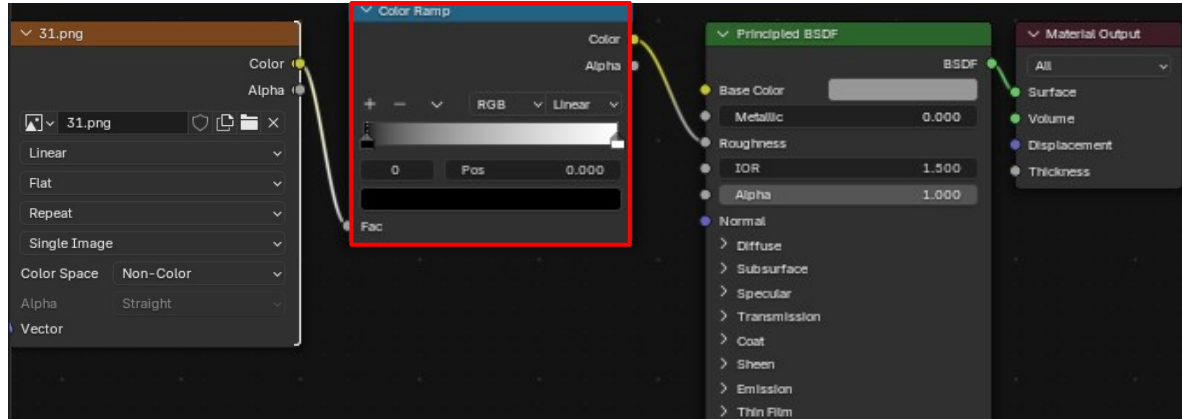 31.png
Color
Alpha
31.png
Linear
Flat
Repeat
Single Image
Color Space Non-Color
Alpha Straight
Vector
Color Ramp
Color
Alpha
RGB Linear
0 Pos 0.000
Fac
Principled BSDF
BSDF
Base Color
Metallic 0.000
Roughness
IOR 1.500
Alpha 1.000
Normal
Diffuse
Subsurface
Specular
Transmission
Coat
Sheen
Emission
Thin Film
Material Output
All
Surface
Volume
Displacement
Thickness